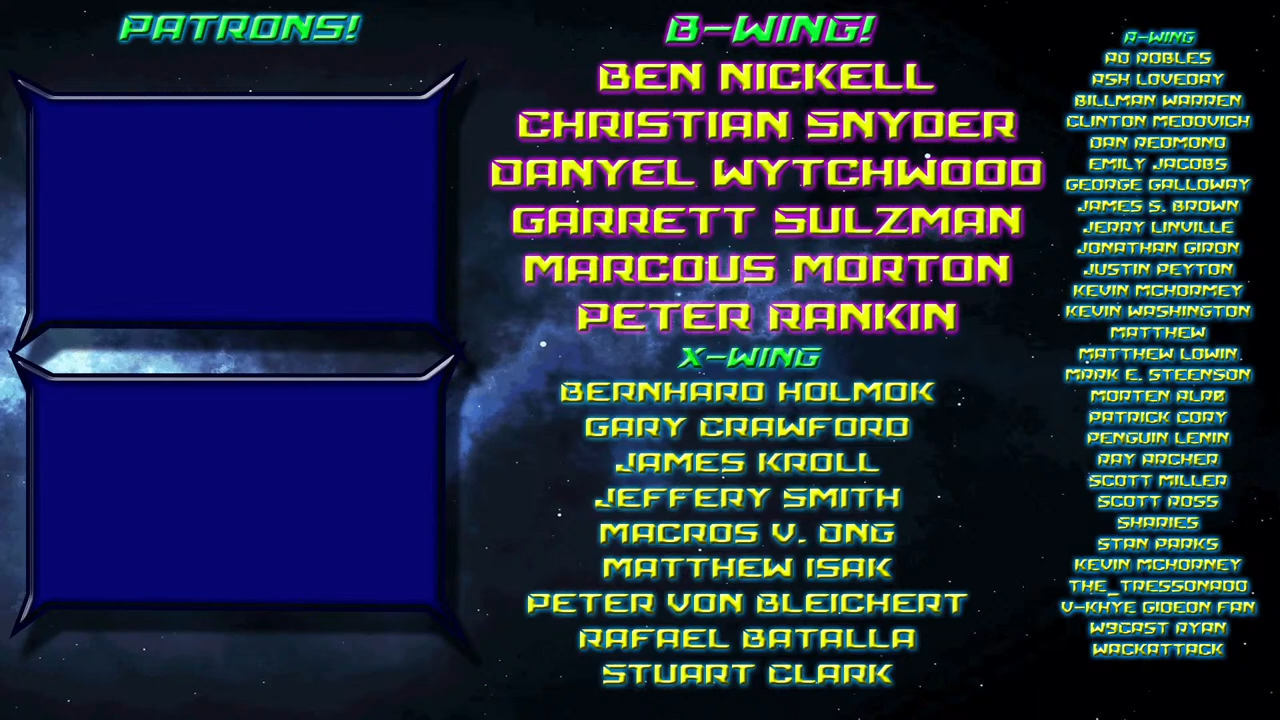 PATRONS!
B-WING!
BEN NICKELL
CHRISTIAN SNYDER
DANYEL WYTCHWOOD
GARRETT SULZMAN
MARCOUS MORTON
PETER RANKIN
X-WING
BERNHARD HOLMOK
GARY CRAWFORD
JAMES KROLL
JEFFERY SMITH
MACROS V. ONG
MATTHEW ISAK
PETER VON BLEICHERT
RAFAEL BATALLA
STUART CLARK
A-WING
AD ROBLES
ASH LOVEDAY
BILLMAN WARREN
CLINTON MEDOVICH
DAN REDMOND
EMILY JACOBS
GEORGE GALLOWAY
JAMES S. BROWN
JERRY LINVILLE
JONATHAN GIRON
JUSTIN PEYTON
KEVIN MCHORMEY
KEVIN WASHINGTON
MATTHEW
MATTHEW LOWIN
MARK E. STEENSON
MORTEN ALRØ
PATRICK CORY
PENGUIN LENIN
RAY ARCHER
SCOTT MILLER
SCOTT ROSS
SHARIES
STAN PARKS
KEVIN MCHORNEY
THE_TRESSONADO
V-KHYE GIDEON FAN
W9CAST RYAN
WACKATTACK